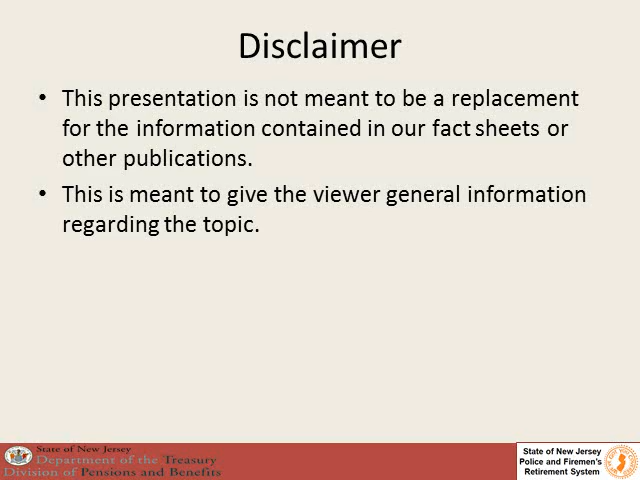 Disclaimer
• This presentation is not meant to be a replacement
for the information contained in our fact sheets or
other publications.
• This is meant to give the viewer general information
regarding the topic.
State of New Jersey
Department of the Treasury
Division of Pensions and Benefits
State of New Jersey
Police and Firemen's
Retirement System